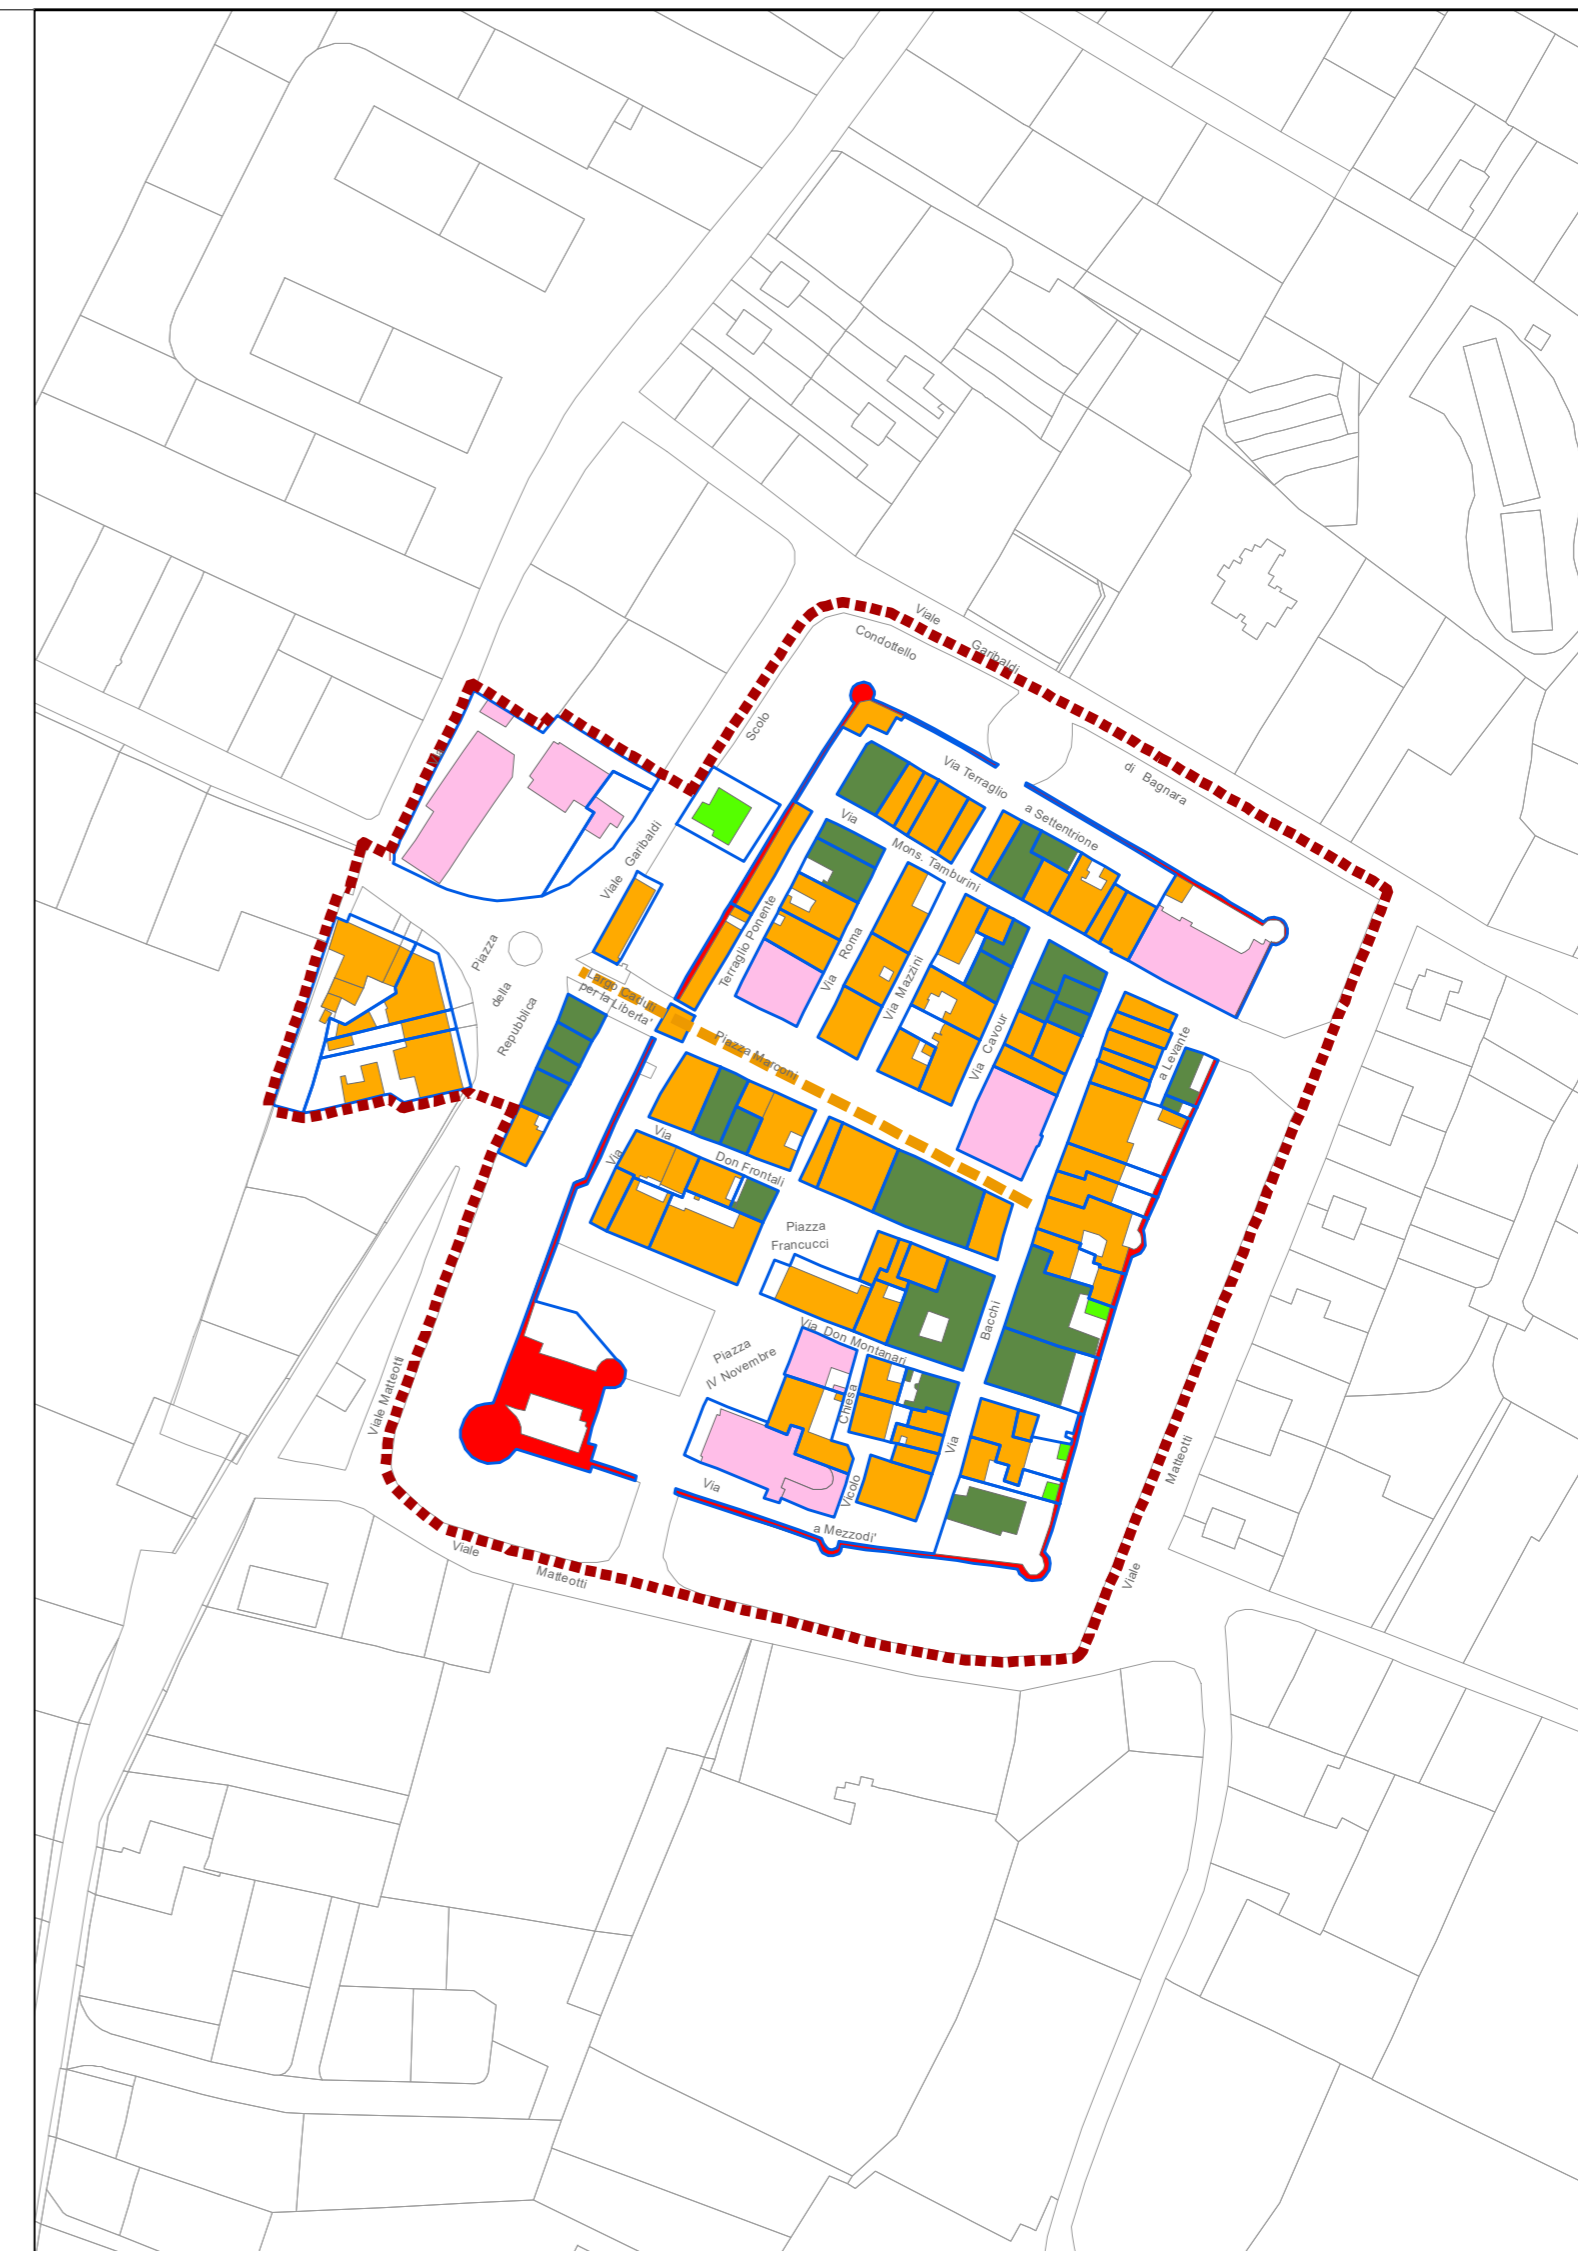 Viale
Condottello
Garibaldi
Scolo
di Bagnara
Via Terraglio
a Settentrione
Via
Mons. Tamburini
Via
Viale Garibaldi
Terraglio Ponente
Via Roma
Via Mazzini
Via Cavour
a Levante
Piazza
della
Repubblica
Largo Caduti
per la Liberta'
Piazza Marconi
Via
Don Frontali
Via
Piazza
Francucci
Bacchi
Via Don Montanari
Piazza
IV Novembre
Chiesa
Via
Vicolo
Viale Matteotti
Via
a Mezzodi'
Viale
Matteotti
Matteotti
Viale